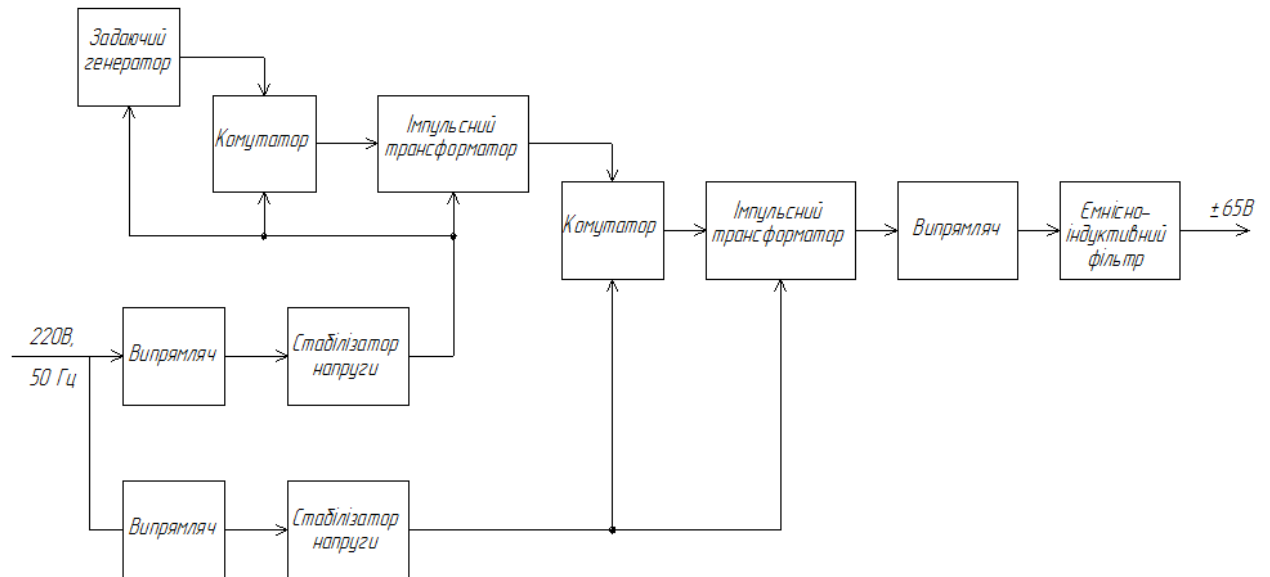 Задаючий
генератор
Комутатор
Імпульсний
трансформатор
Комутатор
Імпульсний
трансформатор
Випрямляч
Ємнісно-
індуктивний
фільтр
±65В
220В,
50 Гц
Випрямляч
Стабілізатор
напруги
Випрямляч
Стабілізатор
напруги